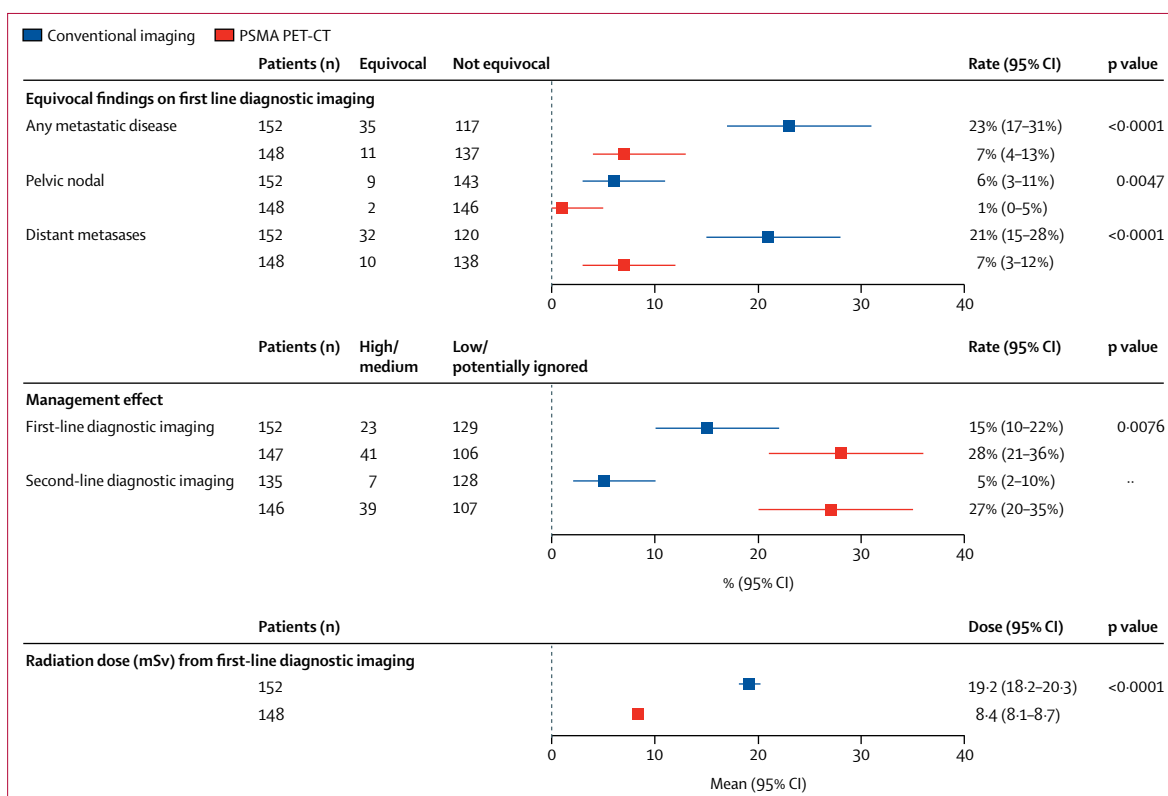 Conventional imaging PSMA PET-CT
Patients (n) Equivocal Not equivocal Rate (95% CI) p value
Equivocal findings on first line diagnostic imaging
Any metastatic disease 152 35 117 23% (17–31%) <0·0001
148 11 137 7% (4–13%)
Pelvic nodal 152 9 143 6% (3–11%) 0·0047
148 2 146 1% (0–5%)
Distant metasases 152 32 120 21% (15–28%) <0·0001
148 10 138 7% (3–12%)
0 10 20 30 40
Patients (n) High/ Low/ Rate (95% CI) p value
medium potentially ignored
Management effect
First-line diagnostic imaging 152 23 129 15% (10–22%) 0·0076
147 41 106 28% (21–36%)
Second-line diagnostic imaging 135 7 128 5% (2–10%) ··
146 39 107 27% (20–35%)
0 10 20 30 40
% (95% CI)
Patients (n) Dose (95% CI) p value
Radiation dose (mSv) from first-line diagnostic imaging
152 19·2 (18·2–20·3) <0·0001
148 8·4 (8·1–8·7)
0 10 20 30 40
Mean (95% CI)